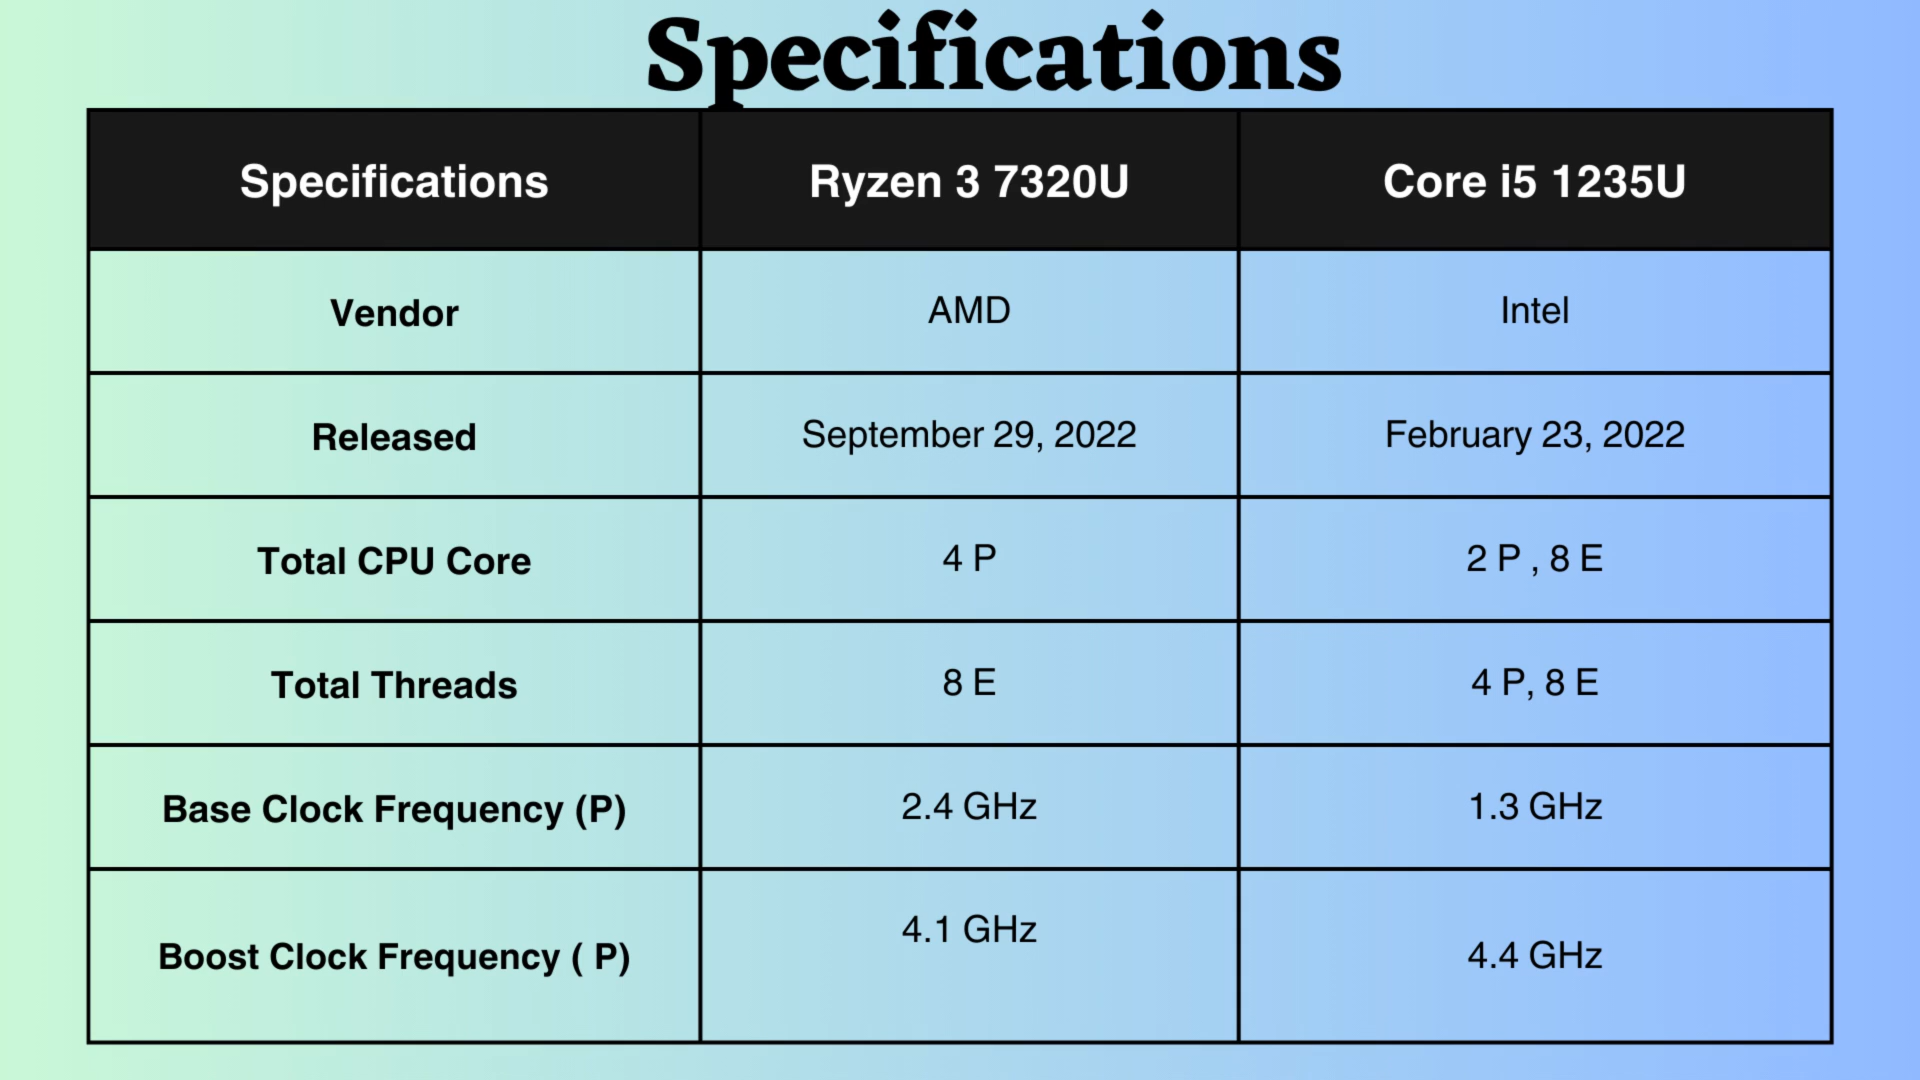 Specifications
Specifications Ryzen 3 7320U Core i5 1235U
Vendor AMD Intel
Released September 29, 2022 February 23, 2022
Total CPU Core 4 P 2 P , 8 E
Total Threads 8 E 4 P, 8 E
Base Clock Frequency (P) 2.4 GHz 1.3 GHz
Boost Clock Frequency ( P) 4.1 GHz 4.4 GHz